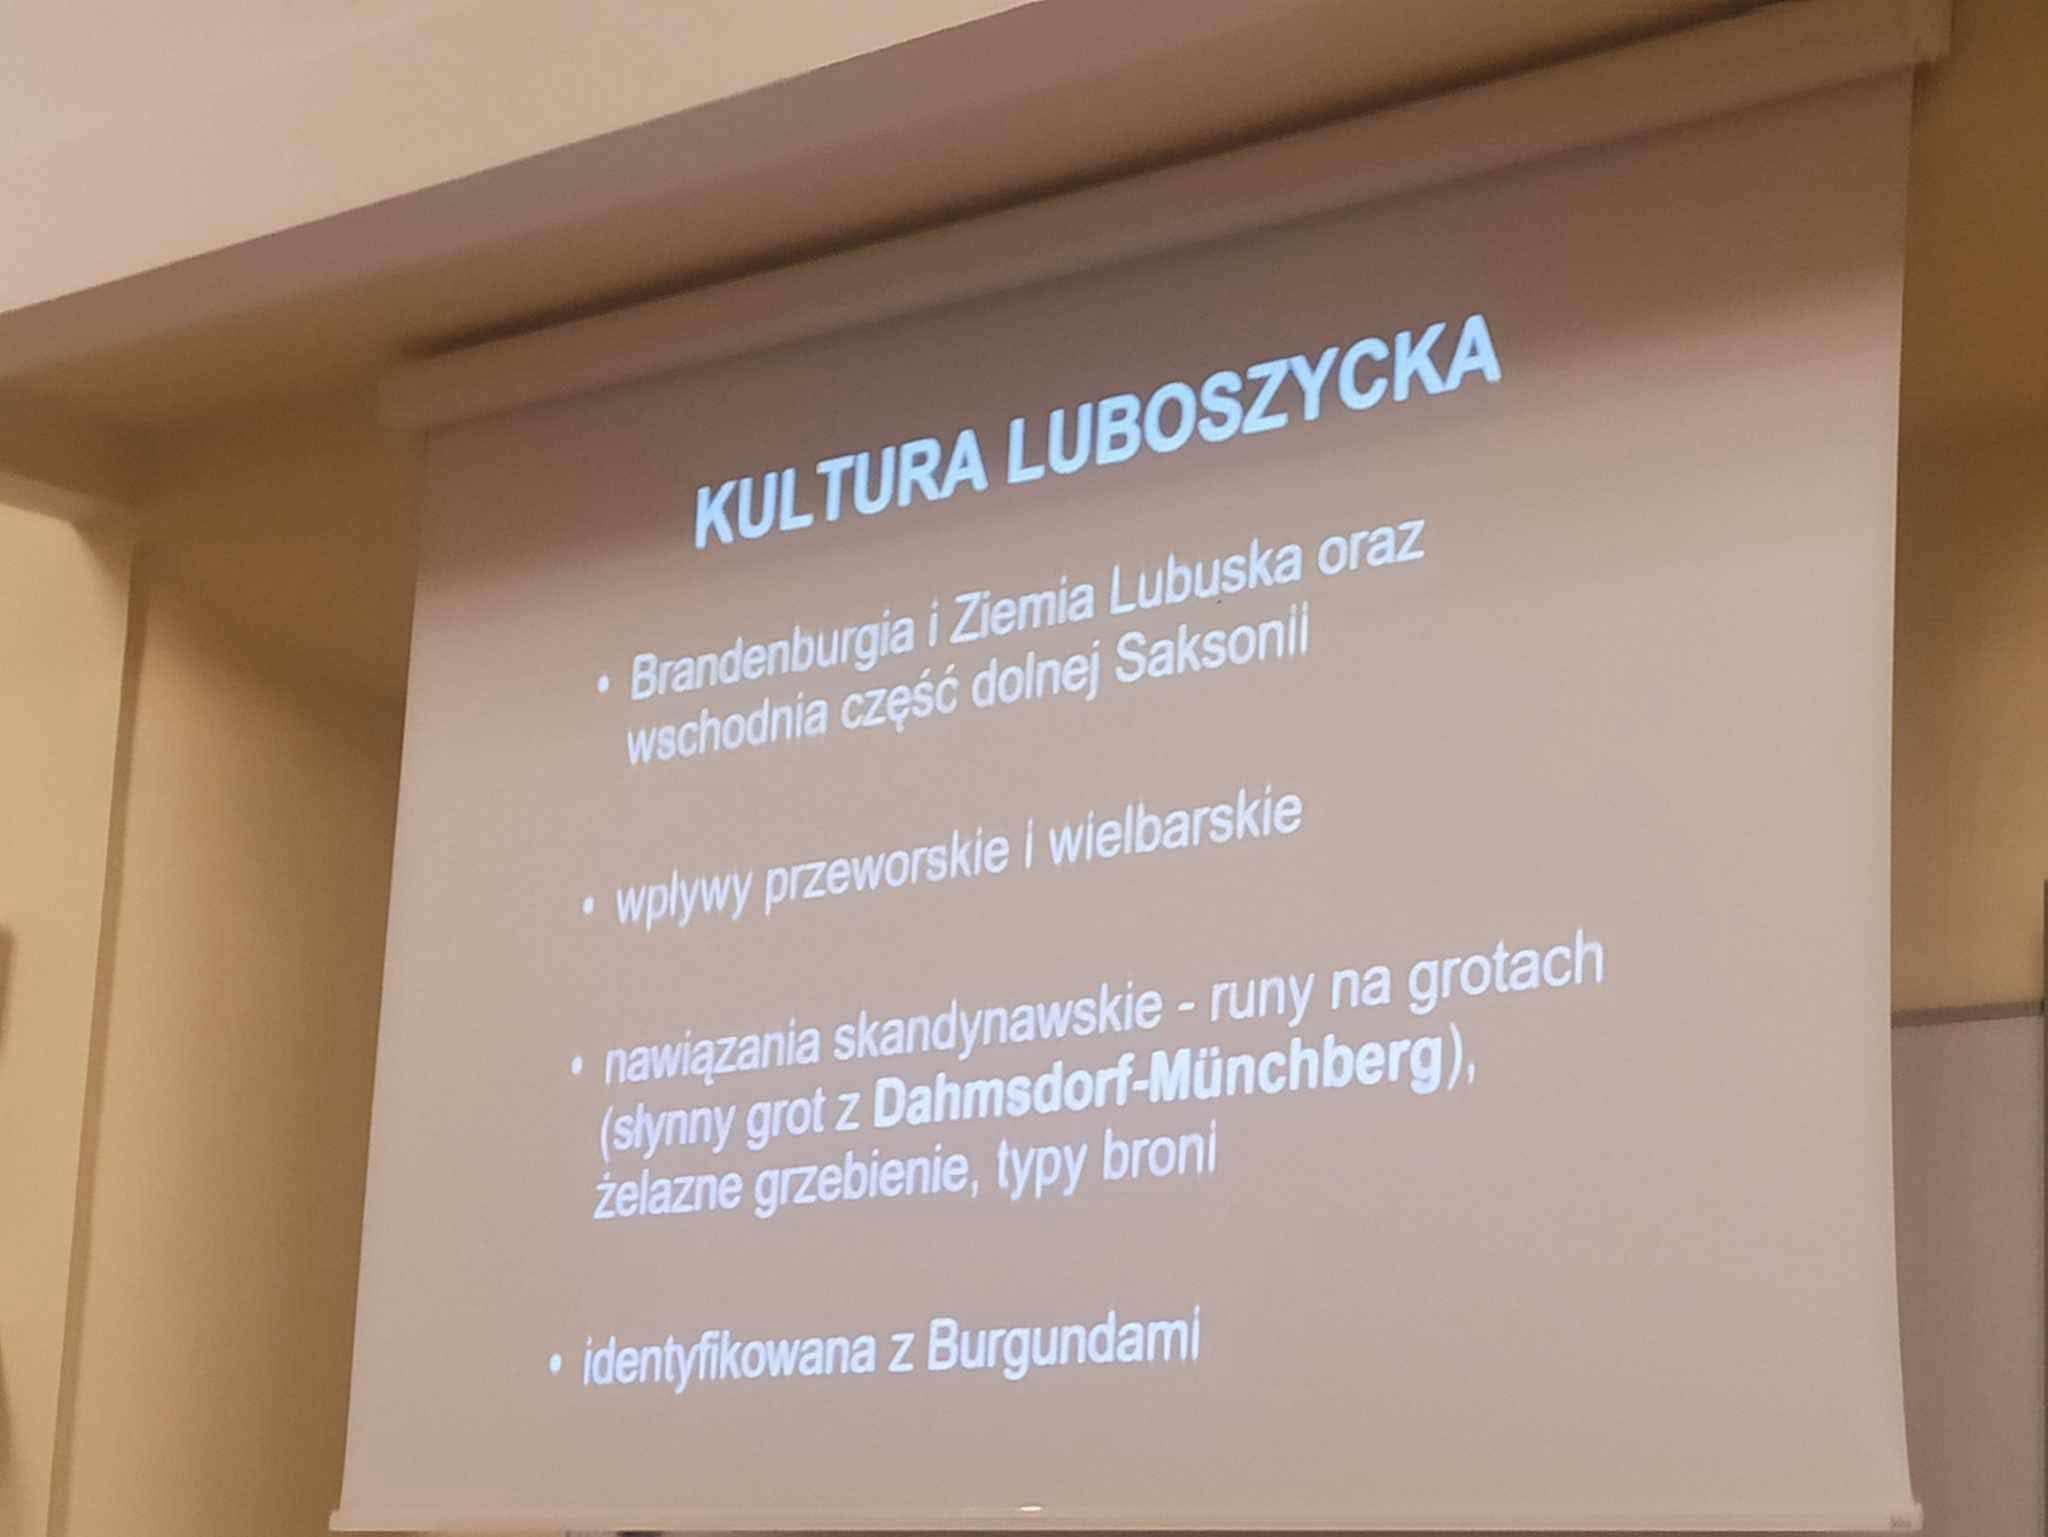 KULTURA LUBOSZYCKA
• Brandenburgia i Ziemia Lubuska oraz
wschodnia część dolnej Saksonii
• wpływy przeworskie i wielbarskie
• nawiązania skandynawskie - runy na grotach
(słynny grot z Dahmsdorf-Münchberg),
żelazne grzebienie, typy broni
• identyfikowana z Burgundami